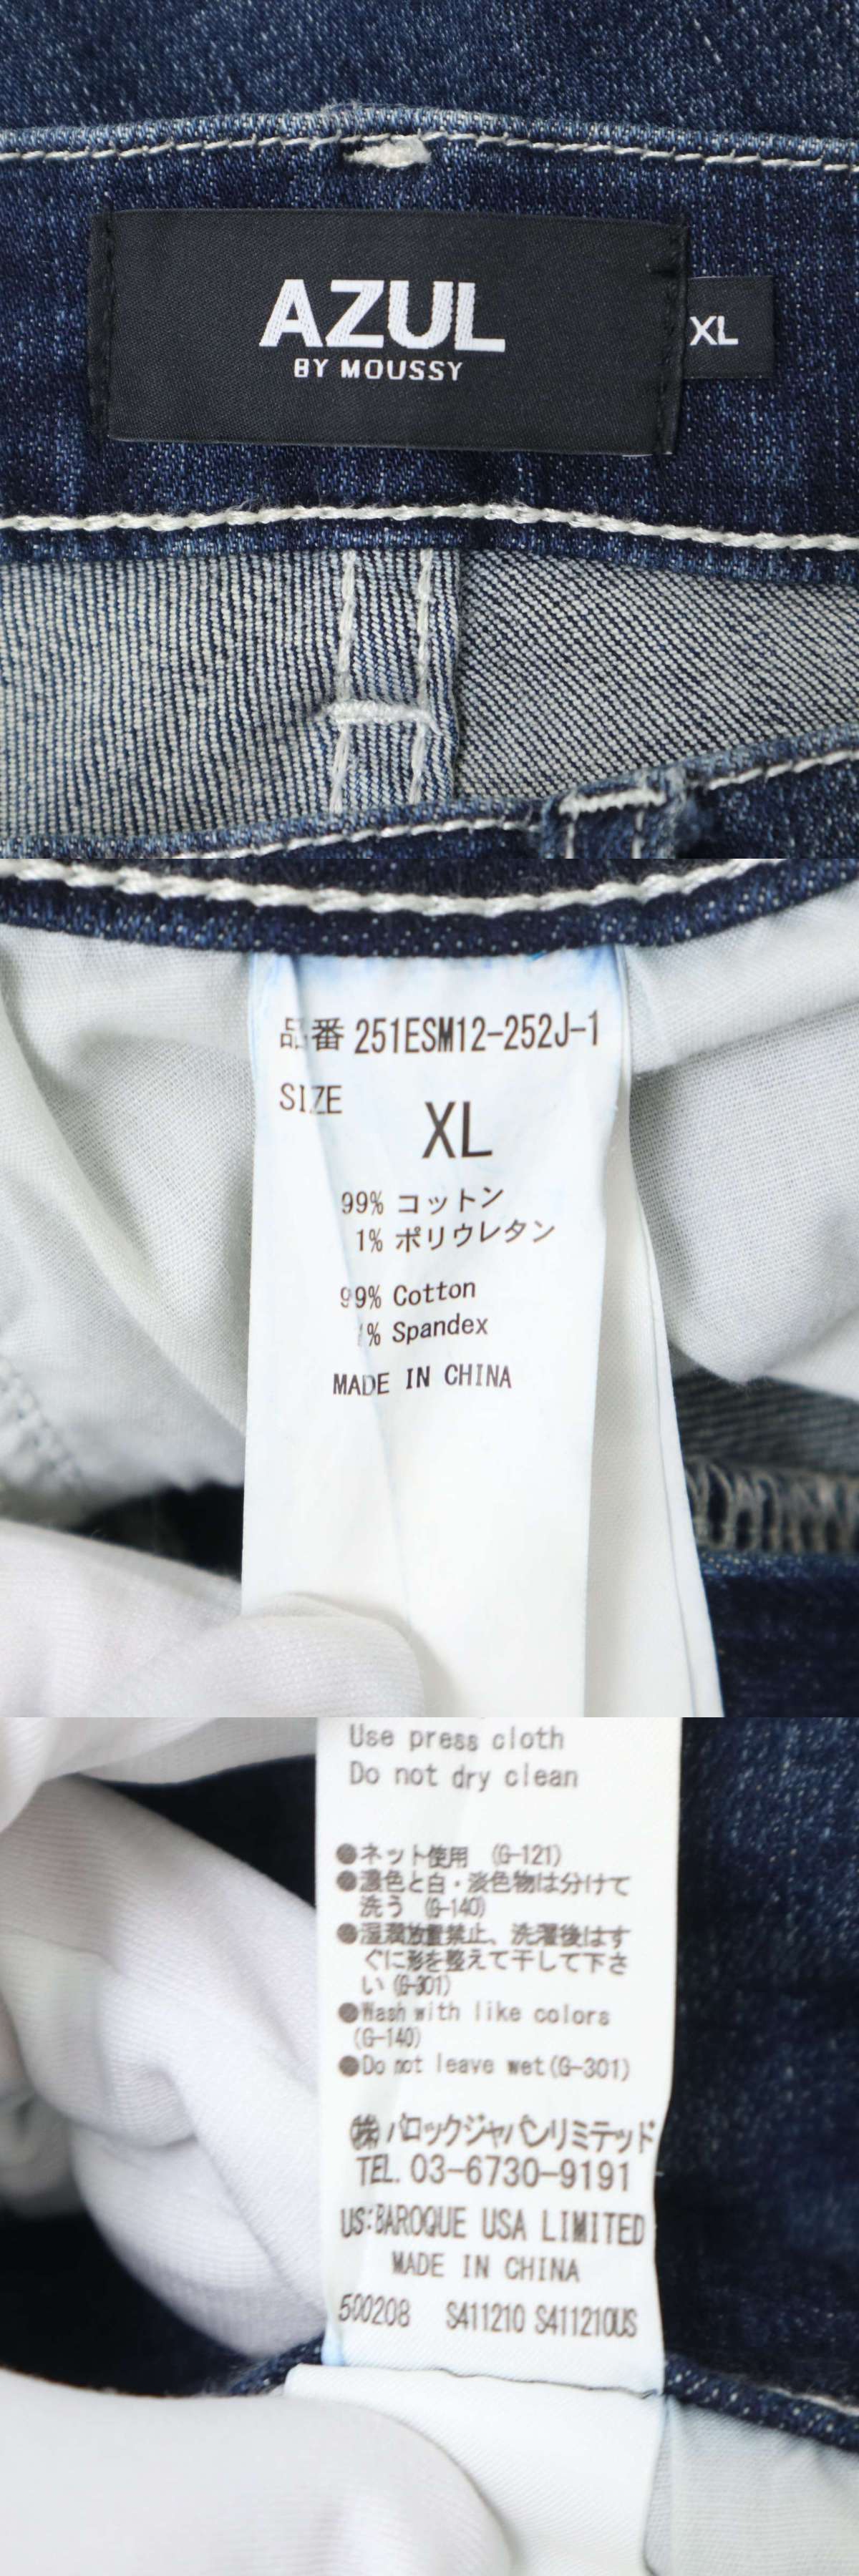 AZUL
BY MOUSSY
XL
品番 251ESM12-252J-1
SIZE
XL
99% コットン
1% ポリウレタン
99% Cotton
1% Spandex
MADE IN CHINA
Use press cloth
Do not dry clean
●ネット使用 (G-121)
●濃色と白・淡色物は分けて
洗う (G-140)
●湿潤放置禁止、洗濯後はす
ぐに形を整えて干して下さ
い (G-301)
●Wash with like colors
(G-140)
●Do not leave wet(G-301)
㈱バロックジャパンリミテッド
TEL. 03-6730-9191
US:BAROQUE USA LIMITED
MADE IN CHINA
500208 S411210 S411210US